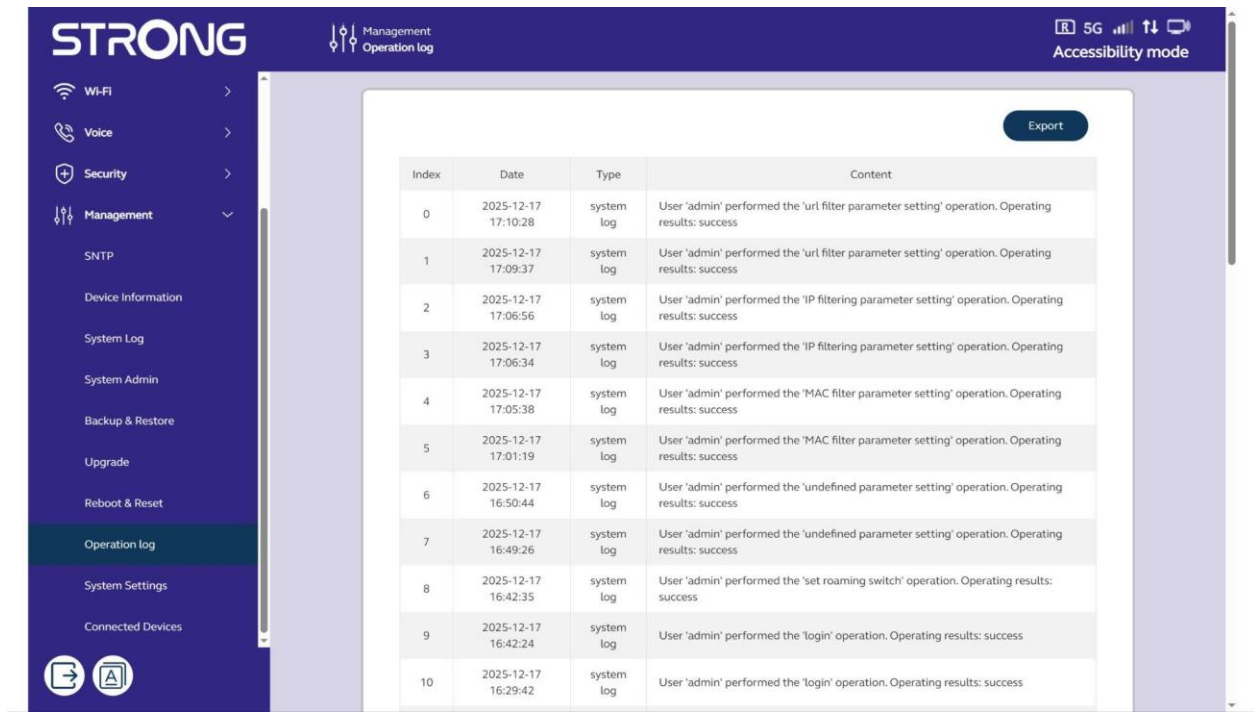 STRONG
Management
Operation log
R 5G
Accessibility mode
Wi-Fi
Voice
Security
Management
SNTP
Device Information
System Log
System Admin
Backup & Restore
Upgrade
Reboot & Reset
Operation log
System Settings
Connected Devices
A
Export
Index Date Type Content
0 2025-12-17 17:10:28 system log User 'admin' performed the 'url filter parameter setting' operation. Operating
results: success
1 2025-12-17 17:09:37 system log User 'admin' performed the 'url filter parameter setting' operation. Operating
results: success
2 2025-12-17 17:06:56 system log User 'admin' performed the 'IP filtering parameter setting' operation. Operating
results: success
3 2025-12-17 17:06:34 system log User 'admin' performed the 'IP filtering parameter setting' operation. Operating
results: success
4 2025-12-17 17:05:38 system log User 'admin' performed the 'MAC filter parameter setting' operation. Operating
results: success
5 2025-12-17 17:01:19 system log User 'admin' performed the 'MAC filter parameter setting' operation. Operating
results: success
6 2025-12-17 16:50:44 system log User 'admin' performed the 'undefined parameter setting' operation. Operating
results: success
7 2025-12-17 16:49:26 system log User 'admin' performed the 'undefined parameter setting' operation. Operating
results: success
8 2025-12-17 16:42:35 system log User 'admin' performed the 'set roaming switch' operation. Operating results:
success
9 2025-12-17 16:42:24 system log User 'admin' performed the 'login' operation. Operating results: success
10 2025-12-17 16:29:42 system log User 'admin' performed the 'login' operation. Operating results: success